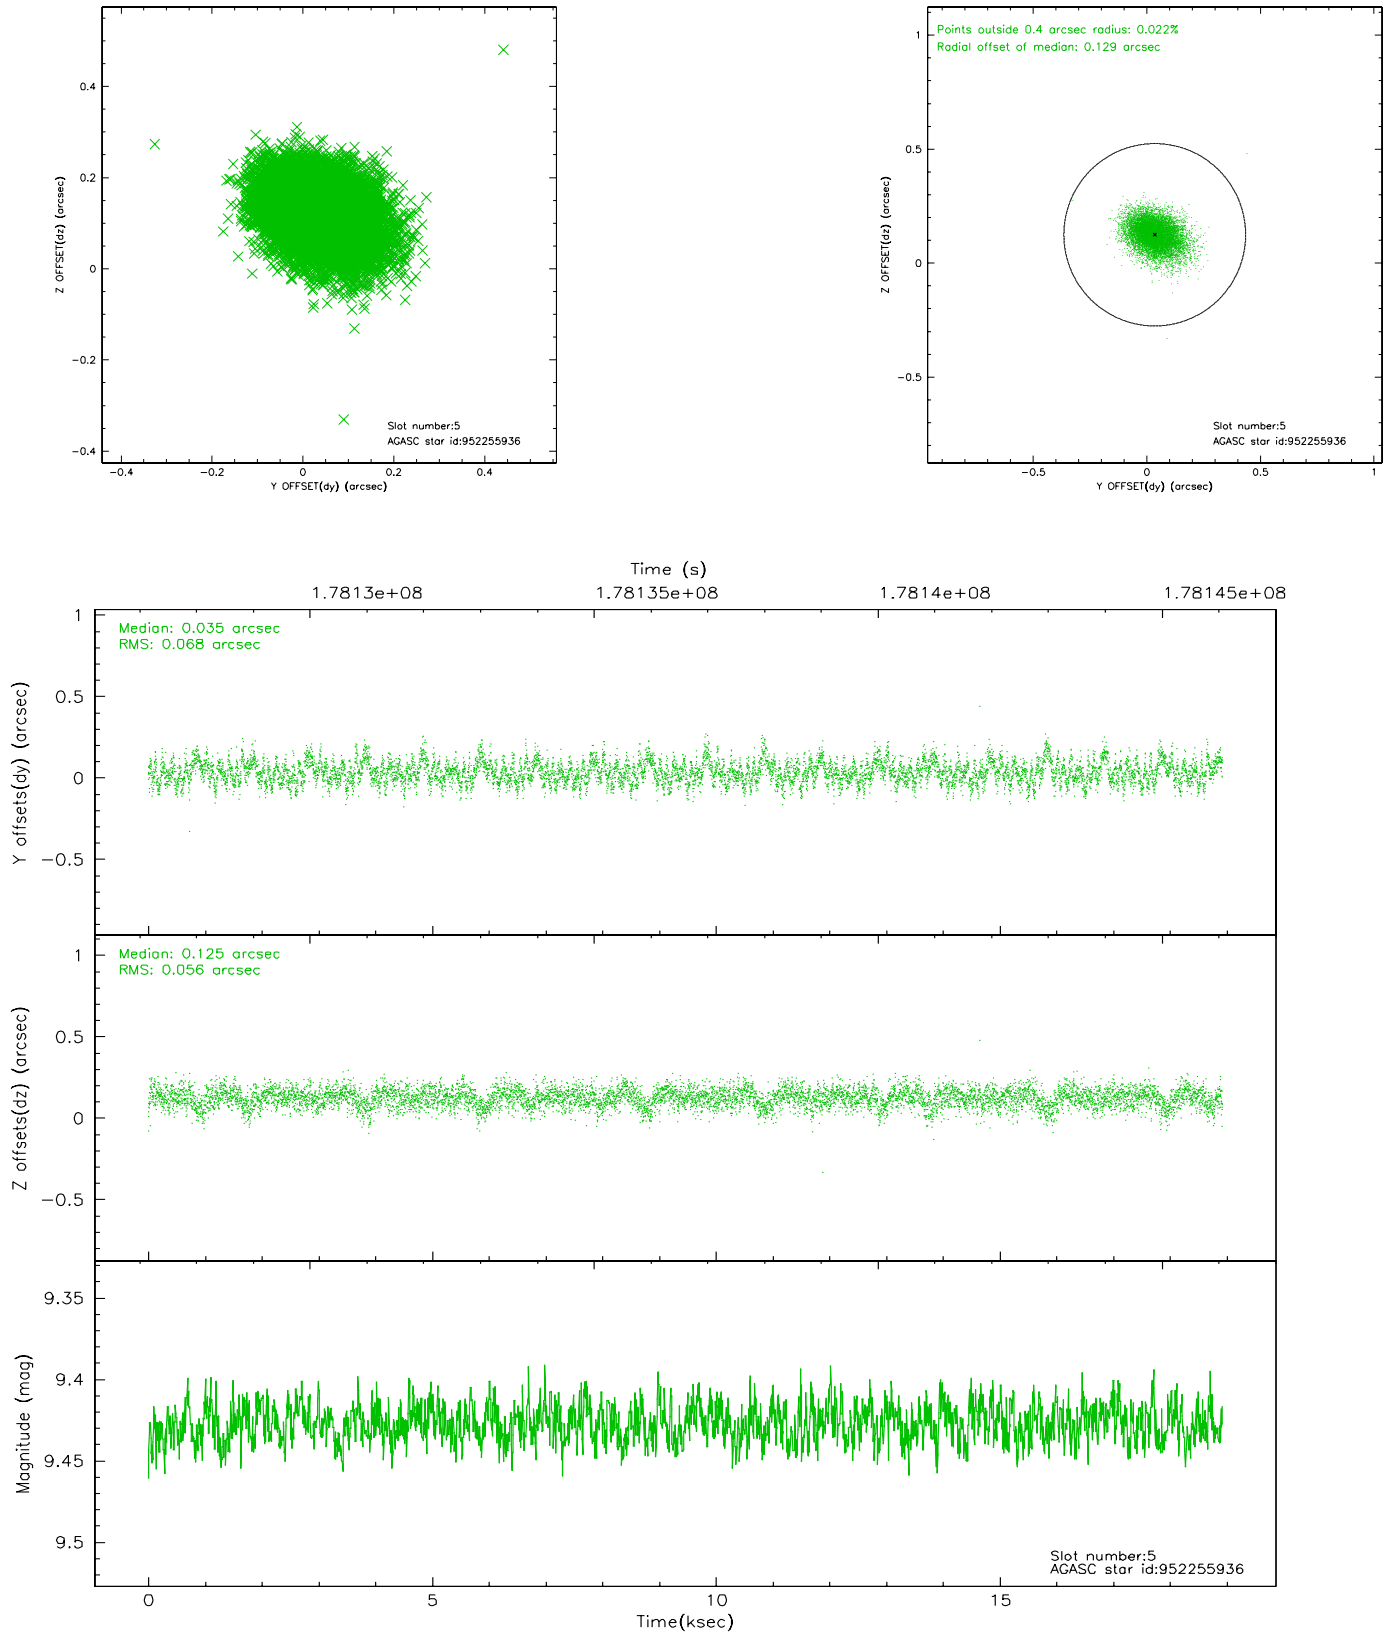 0.4
0.2
0
-0.2
-0.4
Z OFFSET(dz) (arcsec)
Slot number:5
AGASC star id:952255936
-0.4 -0.2 0 0.2 0.4
Y OFFSET(dy) (arcsec)
Points outside 0.4 arcsec radius: 0.022%
Radial offset of median: 0.129 arcsec
1
0.5
0
-0.5
Z OFFSET(dz) (arcsec)
Slot number:5
AGASC star id:952255936
-0.5 0 0.5 1
Y OFFSET(dy) (arcsec)
Time (s)
1.7813e+08 1.78135e+08 1.7814e+08 1.78145e+08
Median: 0.035 arcsec
RMS: 0.068 arcsec
1
0.5
0
-0.5
Y offsets(dy) (arcsec)
Median: 0.125 arcsec
RMS: 0.056 arcsec
1
0.5
0
-0.5
Z offsets(dz) (arcsec)
9.35
9.4
9.45
9.5
Magnitude (mag)
Slot number:5
AGASC star id:952255936
0 5 10 15
Time(ksec)